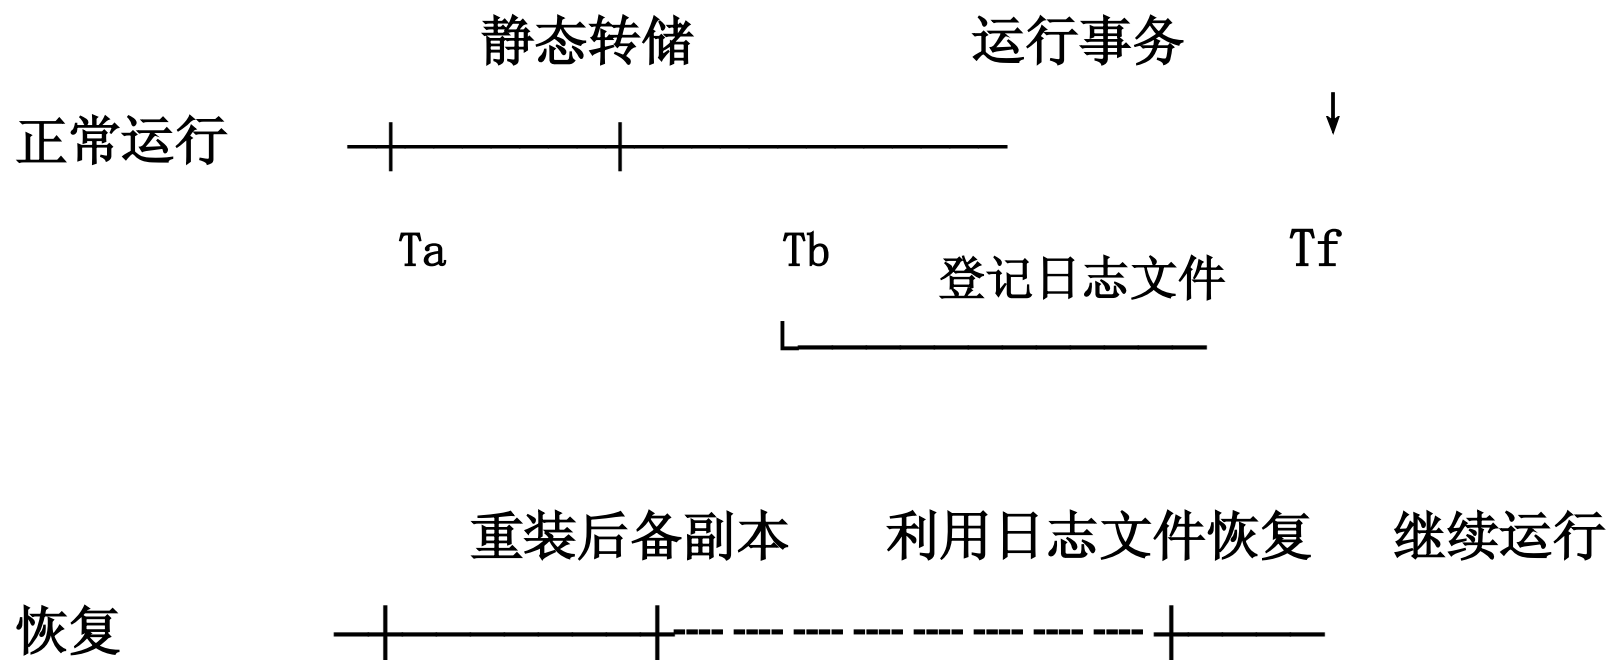 静态转储 运行事务
正常运行
Ta Tb Tf
登记日志文件
重装后备副本 利用日志文件恢复 继续运行
恢复